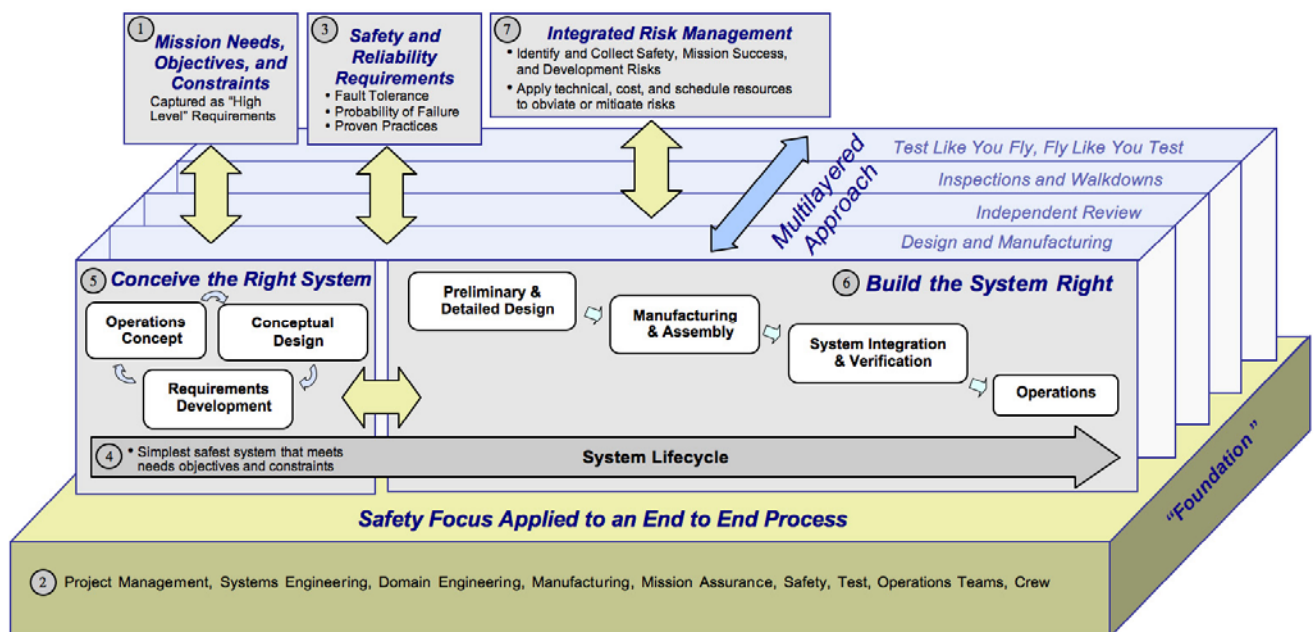 1
Mission Needs,
Objectives, and
Constraints
Captured as "High
Level" Requirements
3
Safety and
Reliability
Requirements
• Fault Tolerance
• Probability of Failure
• Proven Practices
7
Integrated Risk Management
• Identify and Collect Safety, Mission Success,
and Development Risks
• Apply technical, cost, and schedule resources
to obviate or mitigate risks
Multilayered
Approach
Test Like You Fly, Fly Like You Test
Inspections and Walkdowns
Independent Review
Design and Manufacturing
5 Conceive the Right System
Operations
Concept
Conceptual
Design
Requirements
Development
6 Build the System Right
Preliminary &
Detailed Design
Manufacturing
& Assembly
System Integration
& Verification
Operations
4 • Simplest safest system that meets
needs objectives and constraints
System Lifecycle
Safety Focus Applied to an End to End Process
"Foundation"
2 Project Management, Systems Engineering, Domain Engineering, Manufacturing, Mission Assurance, Safety, Test, Operations Teams, Crew